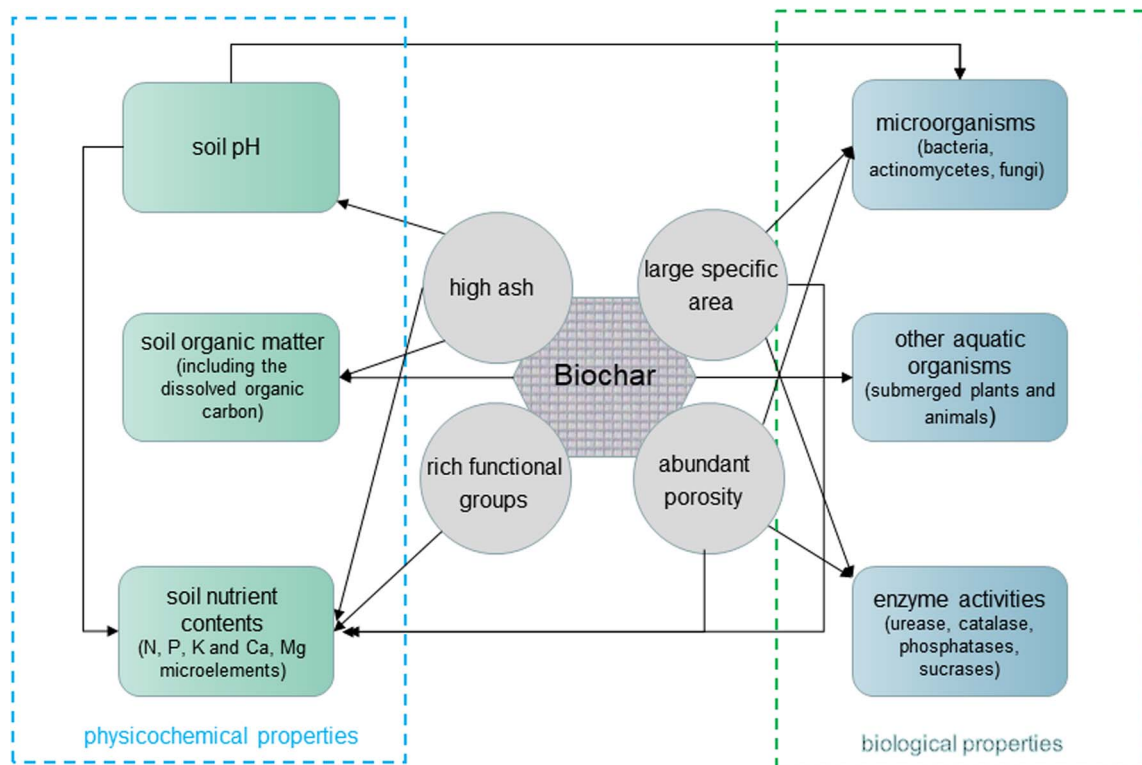 soil pH
soil organic matter
(including the
dissolved organic
carbon)
soil nutrient
contents
(N, P, K and Ca, Mg
microelements)
physicochemical properties
high ash
large specific
area
Biochar
rich functional
groups
abundant
porosity
microorganisms
(bacteria,
actinomycetes, fungi)
other aquatic
organisms
(submerged plants and
animals)
enzyme activities
(urease, catalase,
phosphatases,
sucrases)
biological properties